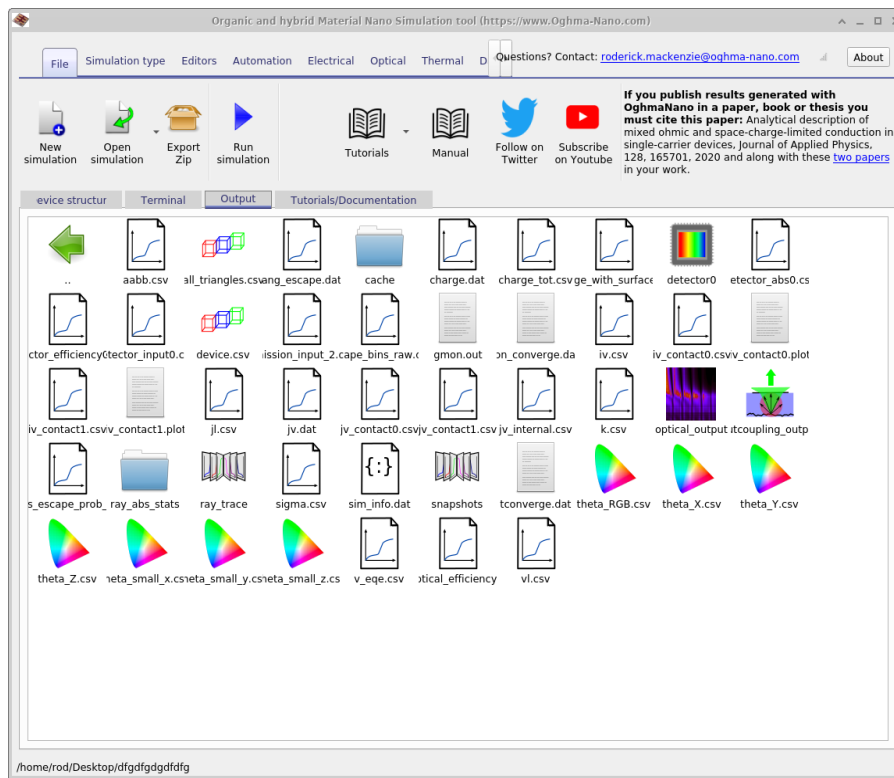 Organic and hybrid Material Nano Simulation tool (https://www.Oghma-Nano.com)
File Simulation type Editors Automation Electrical Optical Thermal D Questions? Contact: roderick.mackenzie@oghma-nano.com About
New simulation
Open simulation
Export Zip
Run simulation
Tutorials
Manual
Follow on Twitter
Subscribe on Youtube
If you publish results generated with
OghmaNano in a paper, book or thesis you
must cite this paper: Analytical description of
mixed ohmic and space-charge-limited conduction in
single-carrier devices, Journal of Applied Physics,
128, 165701, 2020 and along with these two papers
in your work.
evice structur Terminal Output Tutorials/Documentation
.. aabb.csv all_triangles.csv ang_escape.dat cache charge.dat charge_tot.csv ge_with_surface detector0 etector_abs0.cs
ctor_efficiency0 tector_input0.c device.csv nission_input_2. cape_bins_raw.c gmon.out on_converge.da iv.csv iv_contact0.csv iv_contact0.plot
iv_contact1.csv iv_contact1.plot jl.csv jv.dat jv_contact0.csv jv_contact1.csv jv_internal.csv k.csv optical_output utcoupling_outp
s_escape_prob_ ray_abs_stats ray_trace sigma.csv sim_info.dat snapshots tconverge.dat theta_RGB.csv theta_X.csv theta_Y.csv
theta_Z.csv heta_small_x.cs heta_small_y.cs heta_small_z.cs v_eqe.csv ptical_efficiency vl.csv
{:}
/home/rod/Desktop/dfgdfgdgdfdfg